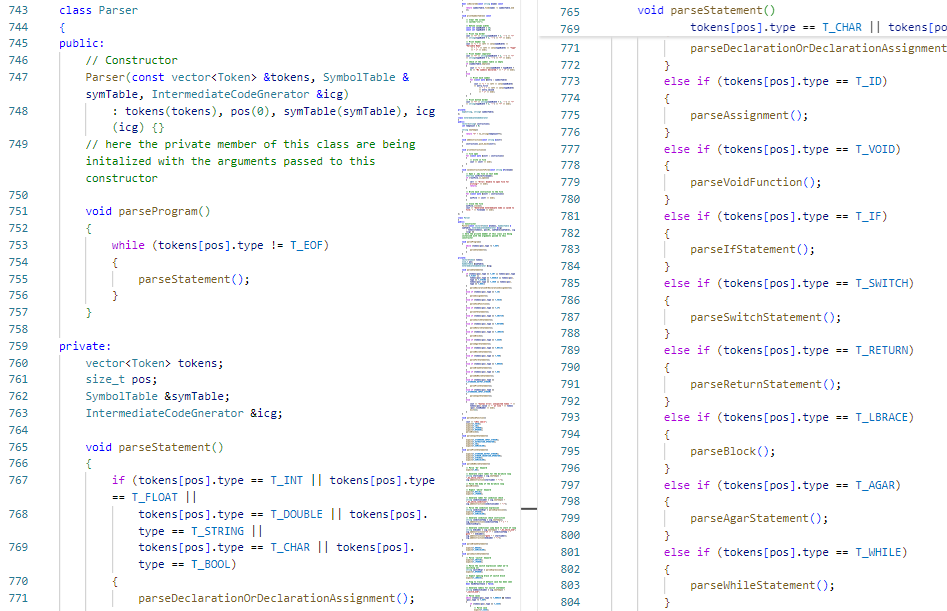 743 class Parser
744 {
745 public:
746 // Constructor
747 Parser(const vector<Token> &tokens, SymbolTable &
symTable, IntermediateCodeGnerator &icg)
748 : tokens(tokens), pos(0), symTable(symTable), icg
(icg) {}
749 // here the private member of this class are being
initalized with the arguments passed to this
constructor
750
751 void parseProgram()
752 {
753 while (tokens[pos].type != T_EOF)
754 {
755 parseStatement();
756 }
757 }
758
759 private:
760 vector<Token> tokens;
761 size_t pos;
762 SymbolTable &symTable;
763 IntermediateCodeGnerator &icg;
764
765 void parseStatement()
766 {
767 if (tokens[pos].type == T_INT || tokens[pos].type
== T_FLOAT ||
768 tokens[pos].type == T_DOUBLE || tokens[pos].
type == T_STRING ||
769 tokens[pos].type == T_CHAR || tokens[pos].
type == T_BOOL)
770 {
771 parseDeclarationOrDeclarationAssignment();
765 void parseStatement()
769 tokens[pos].type == T_CHAR || tokens[po
771 parseDeclarationOrDeclarationAssignment
772 }
773 else if (tokens[pos].type == T_ID)
774 {
775 parseAssignment();
776 }
777 else if (tokens[pos].type == T_VOID)
778 {
779 parseVoidFunction();
780 }
781 else if (tokens[pos].type == T_IF)
782 {
783 parseIfStatement();
784 }
785 else if (tokens[pos].type == T_SWITCH)
786 {
787 parseSwitchStatement();
788 }
789 else if (tokens[pos].type == T_RETURN)
790 {
791 parseReturnStatement();
792 }
793 else if (tokens[pos].type == T_LBRACE)
794 {
795 parseBlock();
796 }
797 else if (tokens[pos].type == T_AGAR)
798 {
799 parseAgarStatement();
800 }
801 else if (tokens[pos].type == T_WHILE)
802 {
803 parseWhileStatement();
804 }